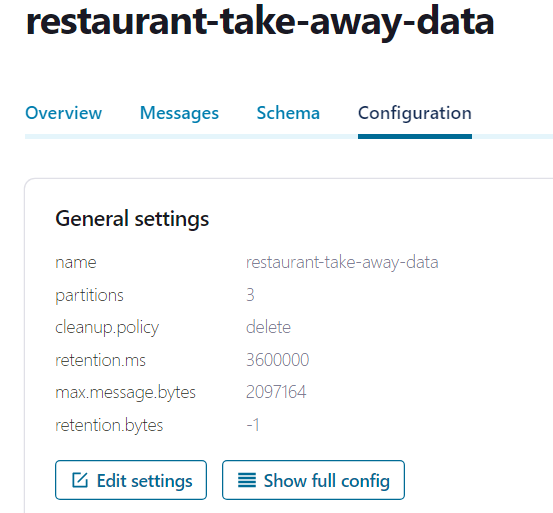 restaurant-take-away-data
Overview Messages Schema Configuration
General settings
name restaurant-take-away-data
partitions 3
cleanup.policy delete
retention.ms 3600000
max.message.bytes 2097164
retention.bytes -1
Edit settings Show full config